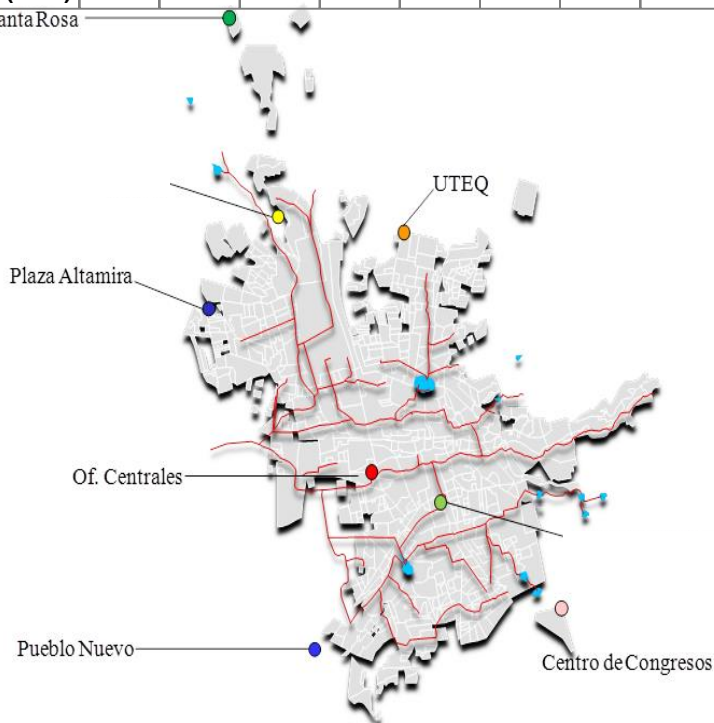 anta Rosa
UTEQ
Plaza Altamira
Of. Centrales
Pueblo Nuevo
Centro de Congresos